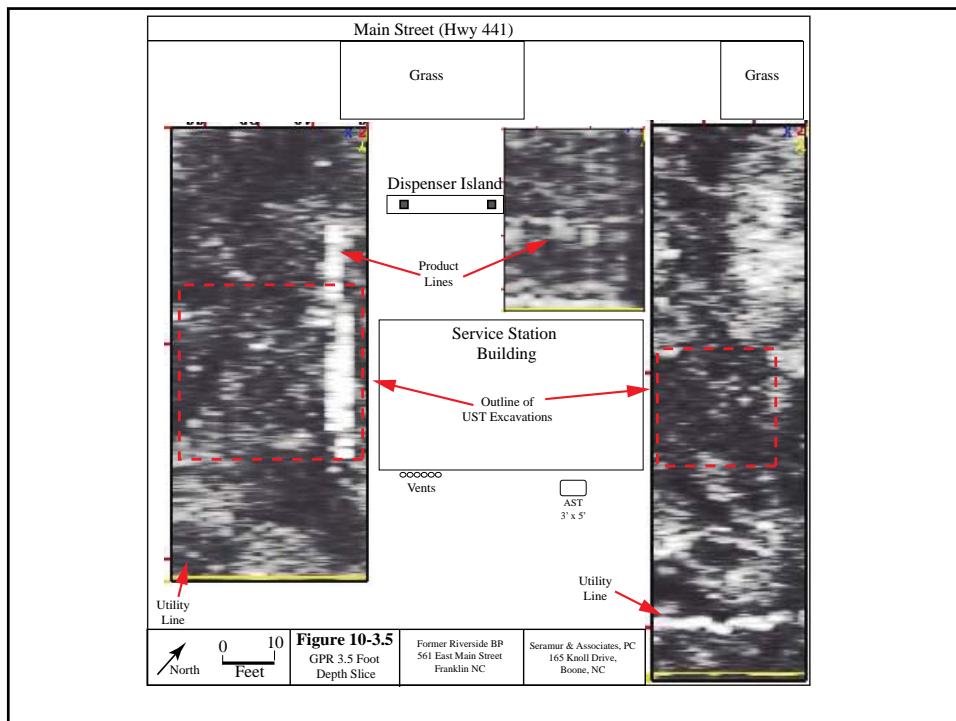 Main Street (Hwy 441)
Grass
Grass
Dispenser Island
Product
Lines
Service Station
Building
Outline of
UST Excavations
Vents
AST
3' x 5'
Utility
Line
Utility
Line
North
0 10
Feet
Figure 10-3.5
GPR 3.5 Foot
Depth Slice
Former Riverside BP
561 East Main Street
Franklin NC
Seramur & Associates, PC
165 Knoll Drive,
Boone, NC